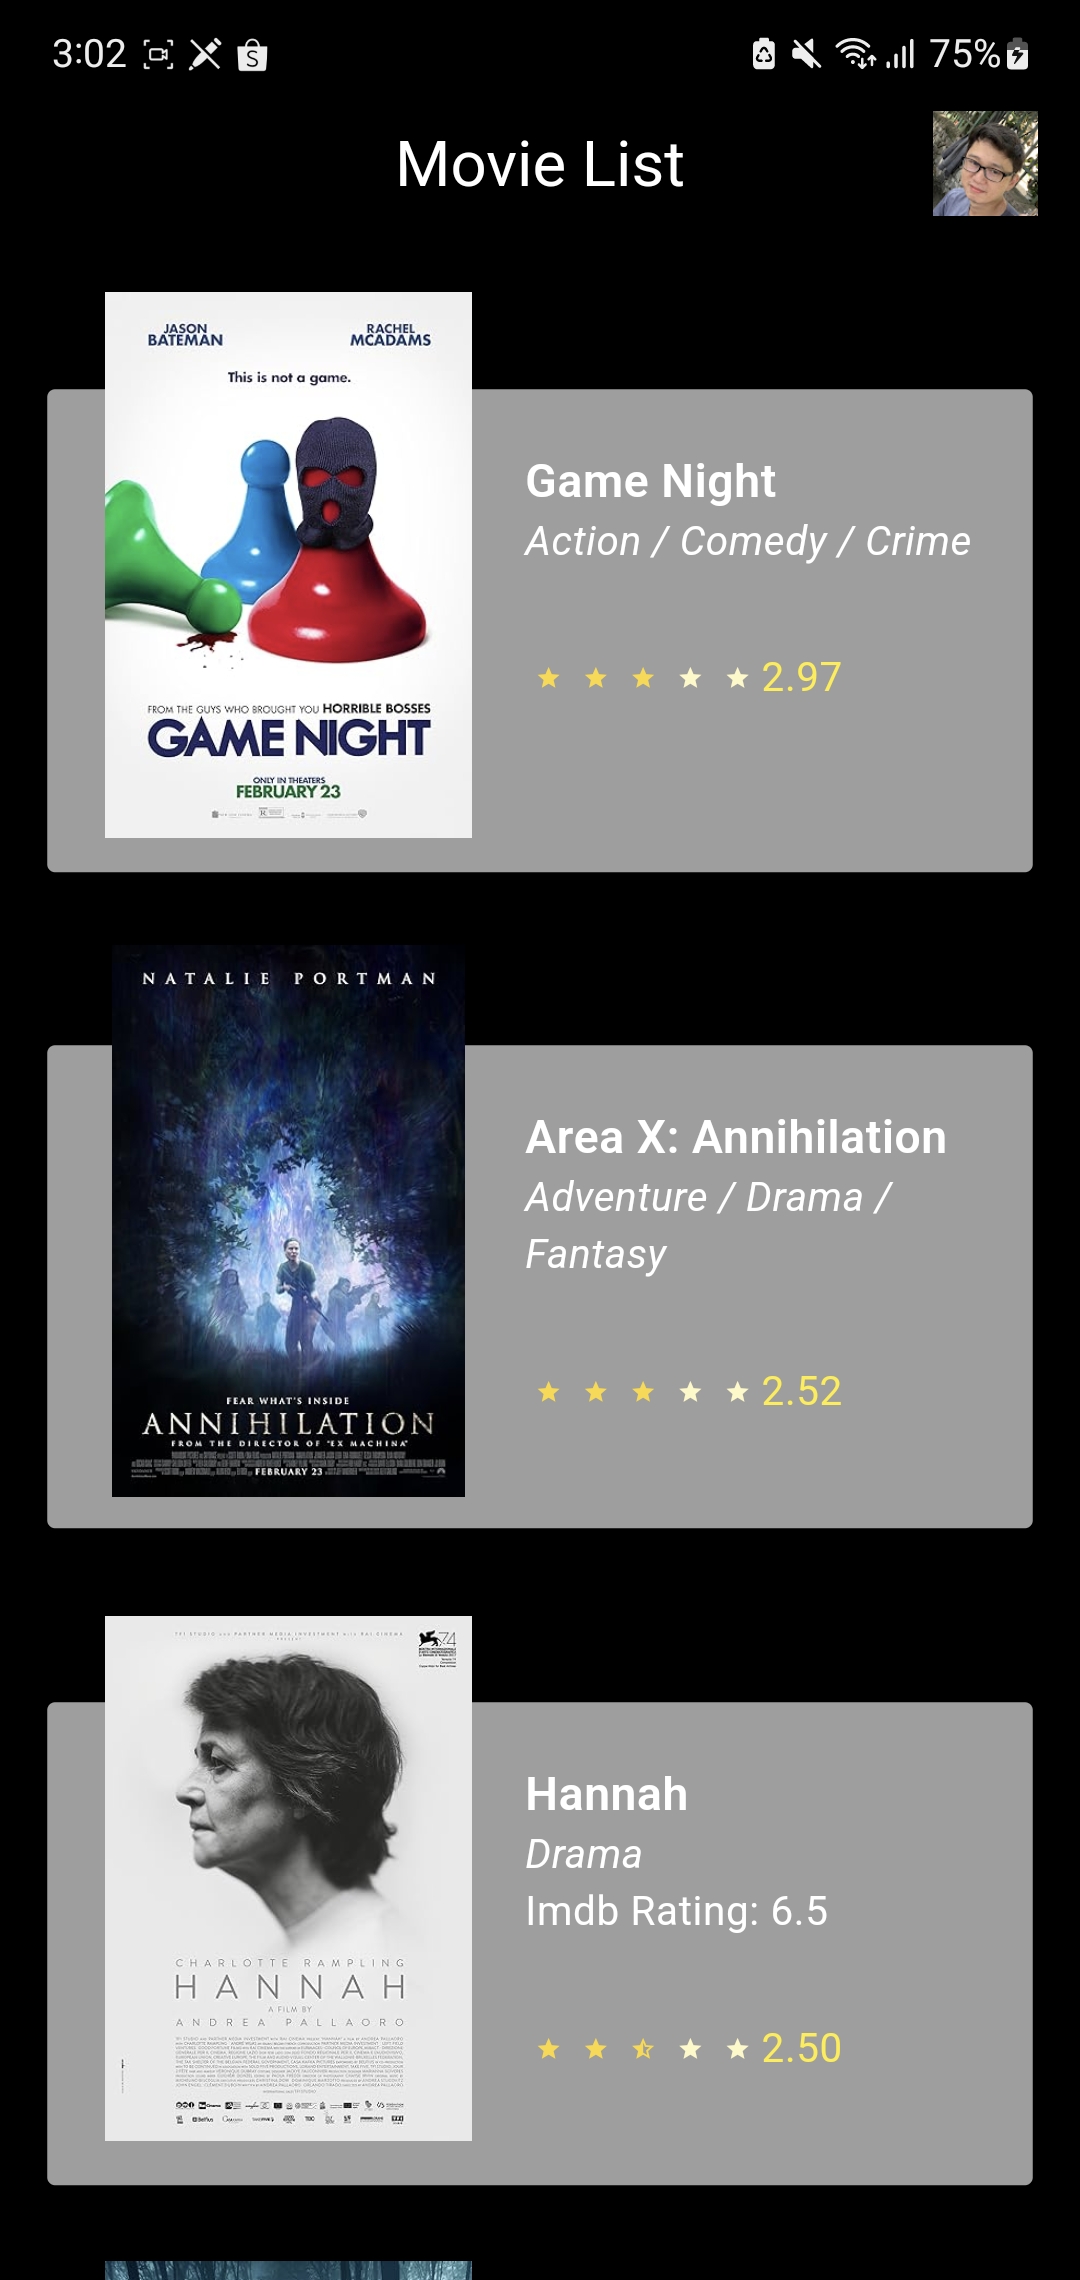 3:02
S
75%
Movie List
JASON BATEMAN
RACHEL MCADAMS
This is not a game.
FROM THE GUYS WHO BROUGHT YOU HORRIBLE BOSSES
GAME NIGHT
ONLY IN THEATERS
FEBRUARY 23
Game Night
Action / Comedy / Crime
2.97
NATALIE PORTMAN
FEAR WHAT'S INSIDE
ANNIHILATION
FROM THE DIRECTOR OF "EX MACHINA"
FEBRUARY 23
Area X: Annihilation
Adventure / Drama /
Fantasy
2.52
74
CHARLOTTE RAMPLING
HANNAH
A FILM BY
ANDREA PALLAORO
Hannah
Drama
Imdb Rating: 6.5
2.50